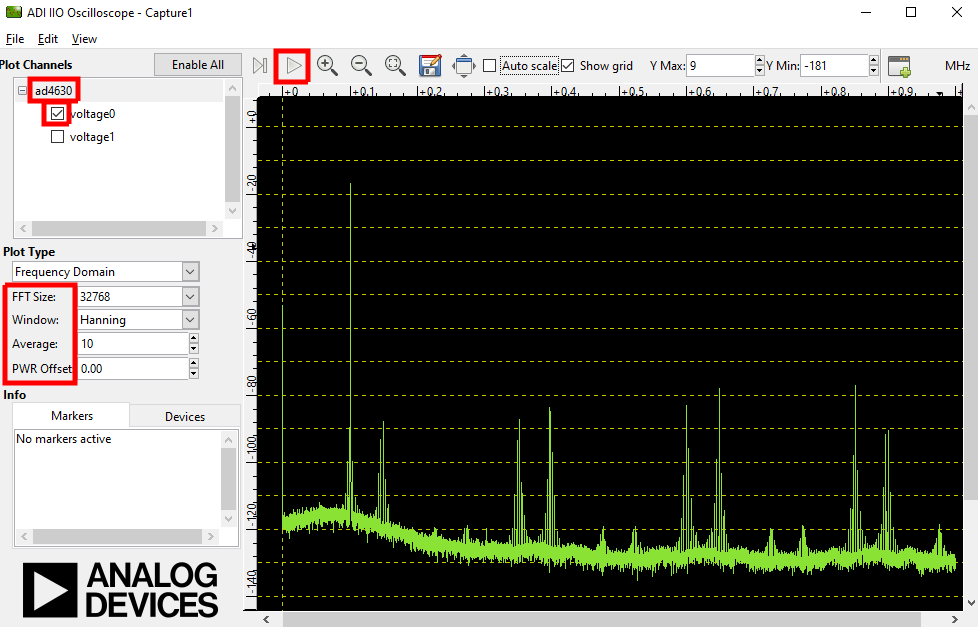 ADI IIO Oscilloscope - Capture1
File Edit View
Plot Channels Enable All Auto scale Show grid Y Max: 9 Y Min: -181 MHz
ad4630
voltage0
voltage1
+0 +0.1 +0.2 +0.3 +0.4 +0.5 +0.6 +0.7 +0.8 +0.9
+0
-20
-40
-60
-80
-100
-120
-140
Plot Type
Frequency Domain
FFT Size: 32768
Window: Hanning
Average: 10
PWR Offset 0.00
Info
Markers Devices
No markers active
ANALOG
DEVICES